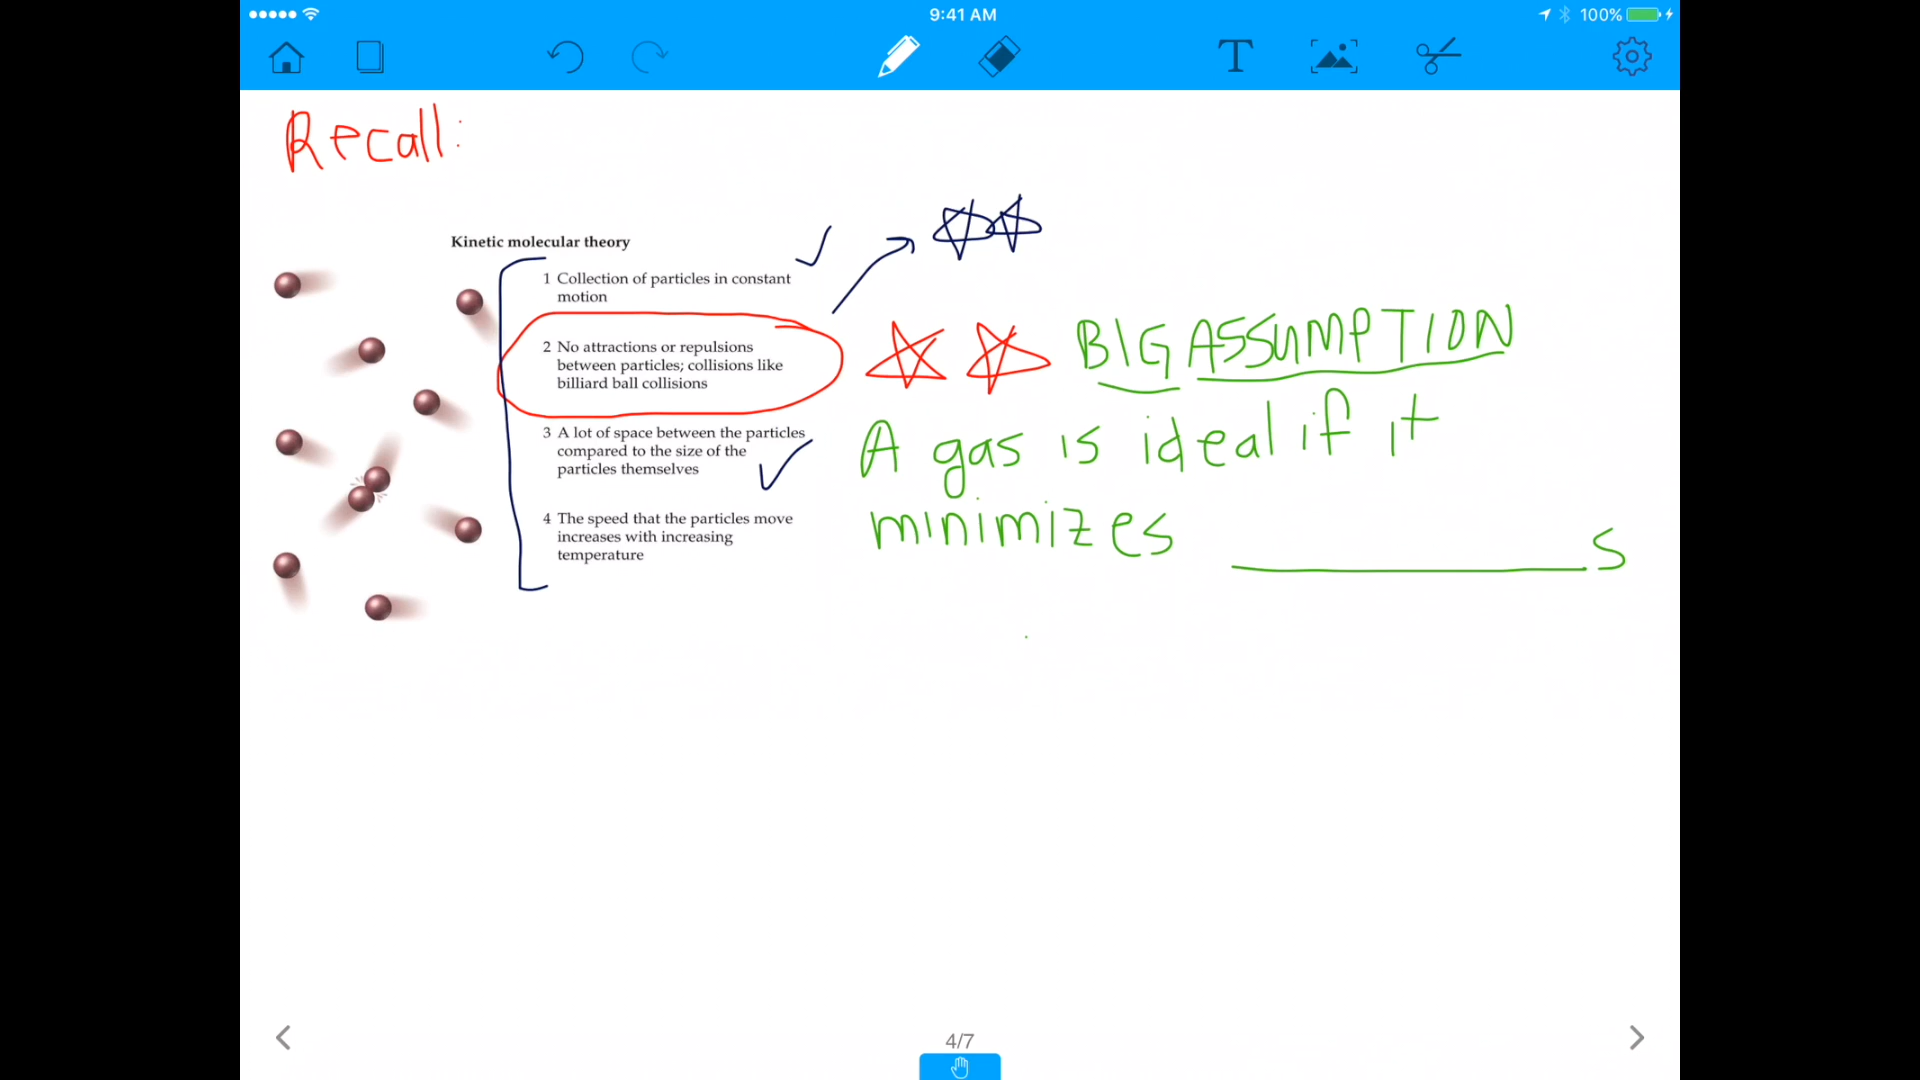 9:41 AM
100%
T
Recall:
Kinetic molecular theory
1 Collection of particles in constant
motion
2 No attractions or repulsions
between particles; collisions like
billiard ball collisions
3 A lot of space between the particles
compared to the size of the
particles themselves
4 The speed that the particles move
increases with increasing
temperature
BIG ASSUMPTION
A gas is ideal if it
minimizes __________ s
4/7